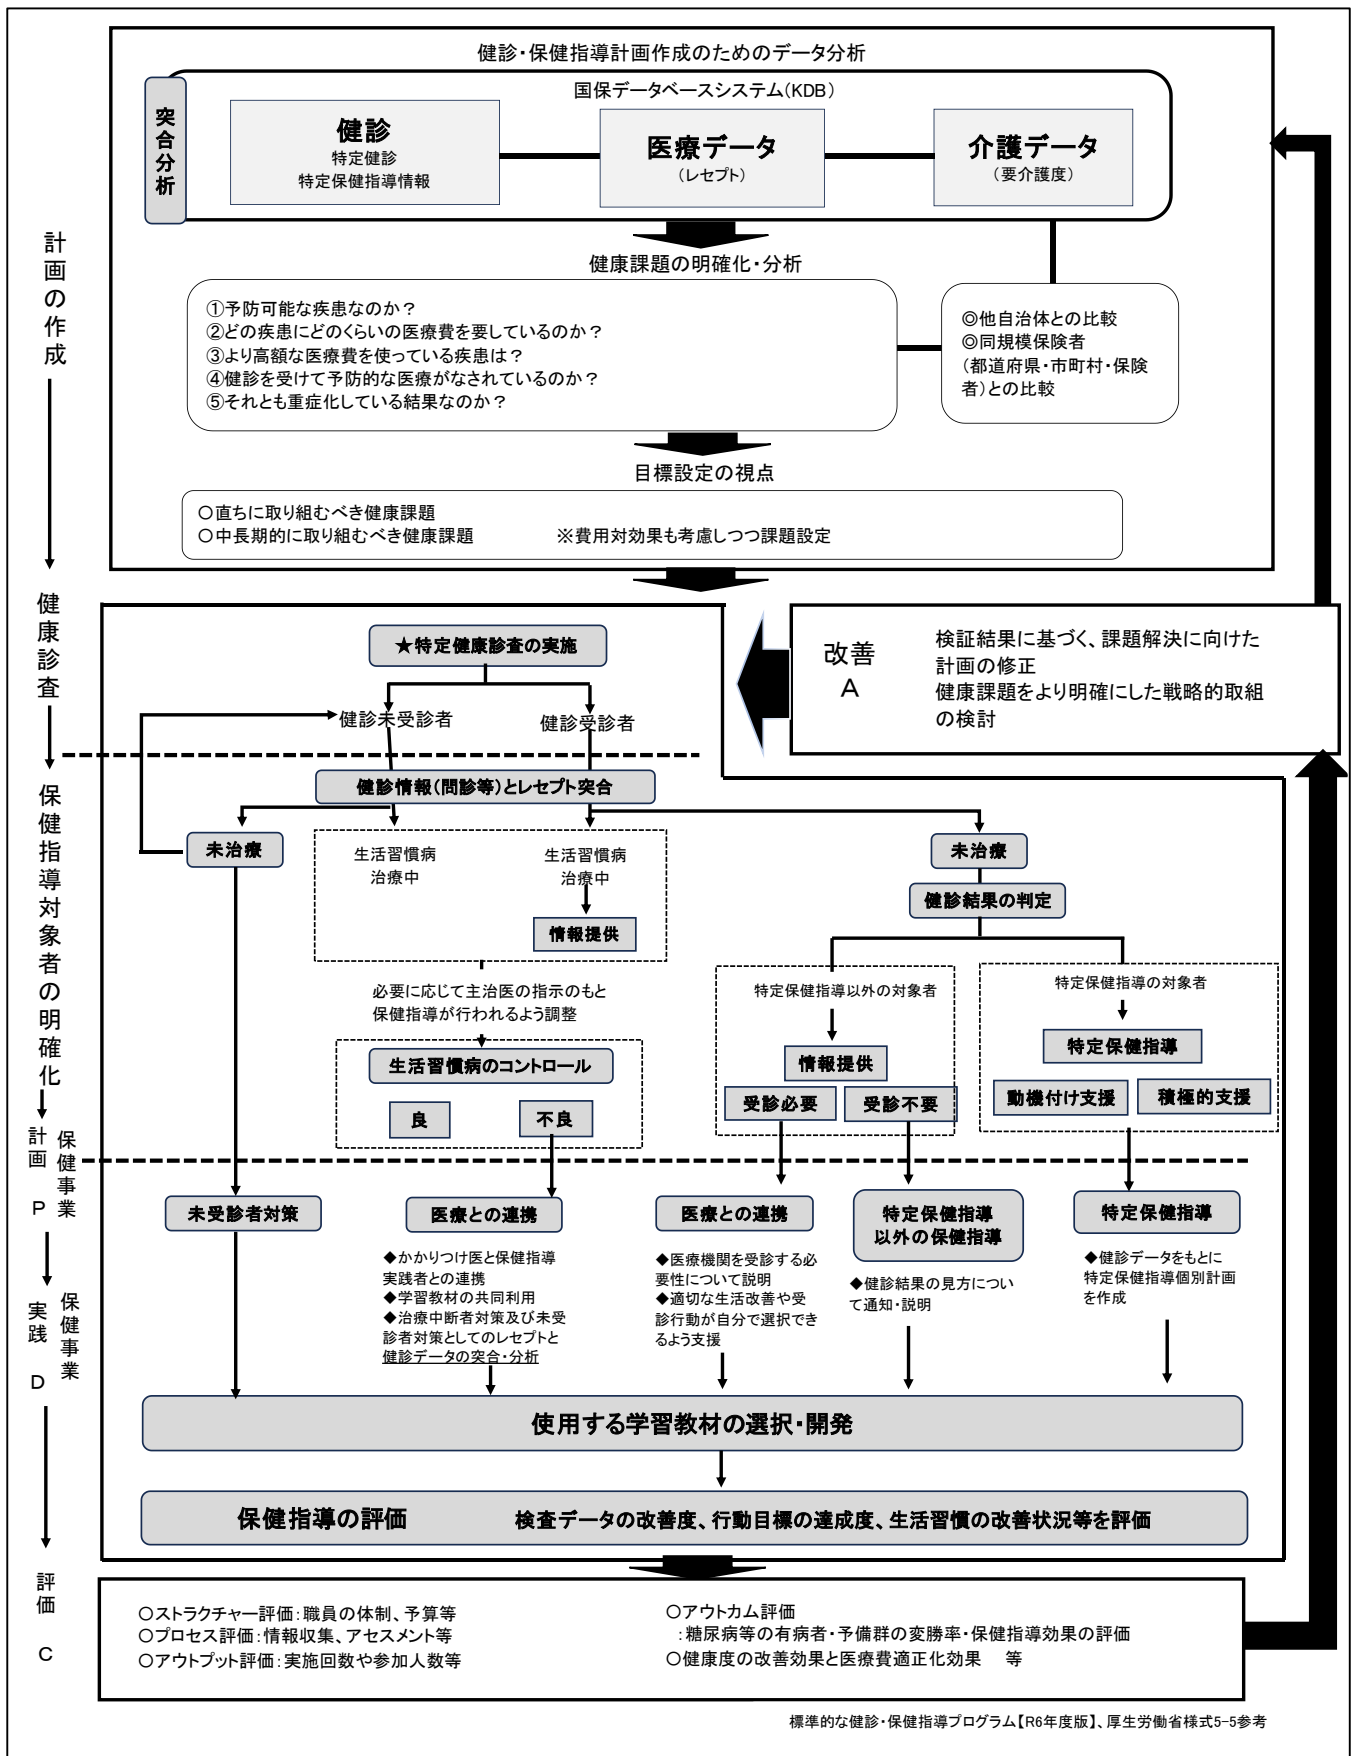 健診・保健指導計画作成のためのデータ分析
国保データベースシステム(KDB)
突合分析
健診
特定健診
特定保健指導情報
医療データ
(レセプト)
介護データ
(要介護度)
計画の作成
健康課題の明確化・分析
①予防可能な疾患なのか？
②どの疾患にどのくらいの医療費を要しているのか？
③より高額な医療費を使っている疾患は？
④健診を受けて予防的な医療がなされているのか？
⑤それとも重症化している結果なのか？
◎他自治体との比較
◎同規模保険者
(都道府県・市町村・保険
者)との比較
目標設定の視点
○直ちに取り組むべき健康課題
○中長期的に取り組むべき健康課題　　　※費用対効果も考慮しつつ課題設定
健康診査
★特定健康診査の実施
健診未受診者
健診受診者
改善
A
検証結果に基づく、課題解決に向けた
計画の修正
健康課題をより明確にした戦略的取組
の検討
保健指導対象者の明確化
健診情報(問診等)とレセプト突合
未治療
生活習慣病
治療中
生活習慣病
治療中
情報提供
未治療
健診結果の判定
必要に応じて主治医の指示のもと
保健指導が行われるよう調整
生活習慣病のコントロール
良
不良
特定保健指導以外の対象者
情報提供
受診必要
受診不要
特定保健指導の対象者
特定保健指導
動機付け支援
積極的支援
保健事業
計画 P
未受診者対策
医療との連携
◆かかりつけ医と保健指導
実践者との連携
◆学習教材の共同利用
◆治療中断者対策及び未受
診者対策としてのレセプトと
健診データの突合・分析
医療との連携
◆医療機関を受診する必
要性について説明
◆適切な生活改善や受
診行動が自分で選択でき
るよう支援
特定保健指導
以外の保健指導
◆健診結果の見方につい
て通知・説明
特定保健指導
◆健診データをもとに
特定保健指導個別計画
を作成
保健事業
実践 D
使用する学習教材の選択・開発
保健指導の評価　　検査データの改善度、行動目標の達成度、生活習慣の改善状況等を評価
評価 C
○ストラクチャー評価：職員の体制、予算等
○プロセス評価：情報収集、アセスメント等
○アウトプット評価：実施回数や参加人数等
○アウトカム評価
：糖尿病等の有病者・予備群の変勝率・保健指導効果の評価
○健康度の改善効果と医療費適正化効果　等
標準的な健診・保健指導プログラム【R6年度版】、厚生労働省様式5-5参考